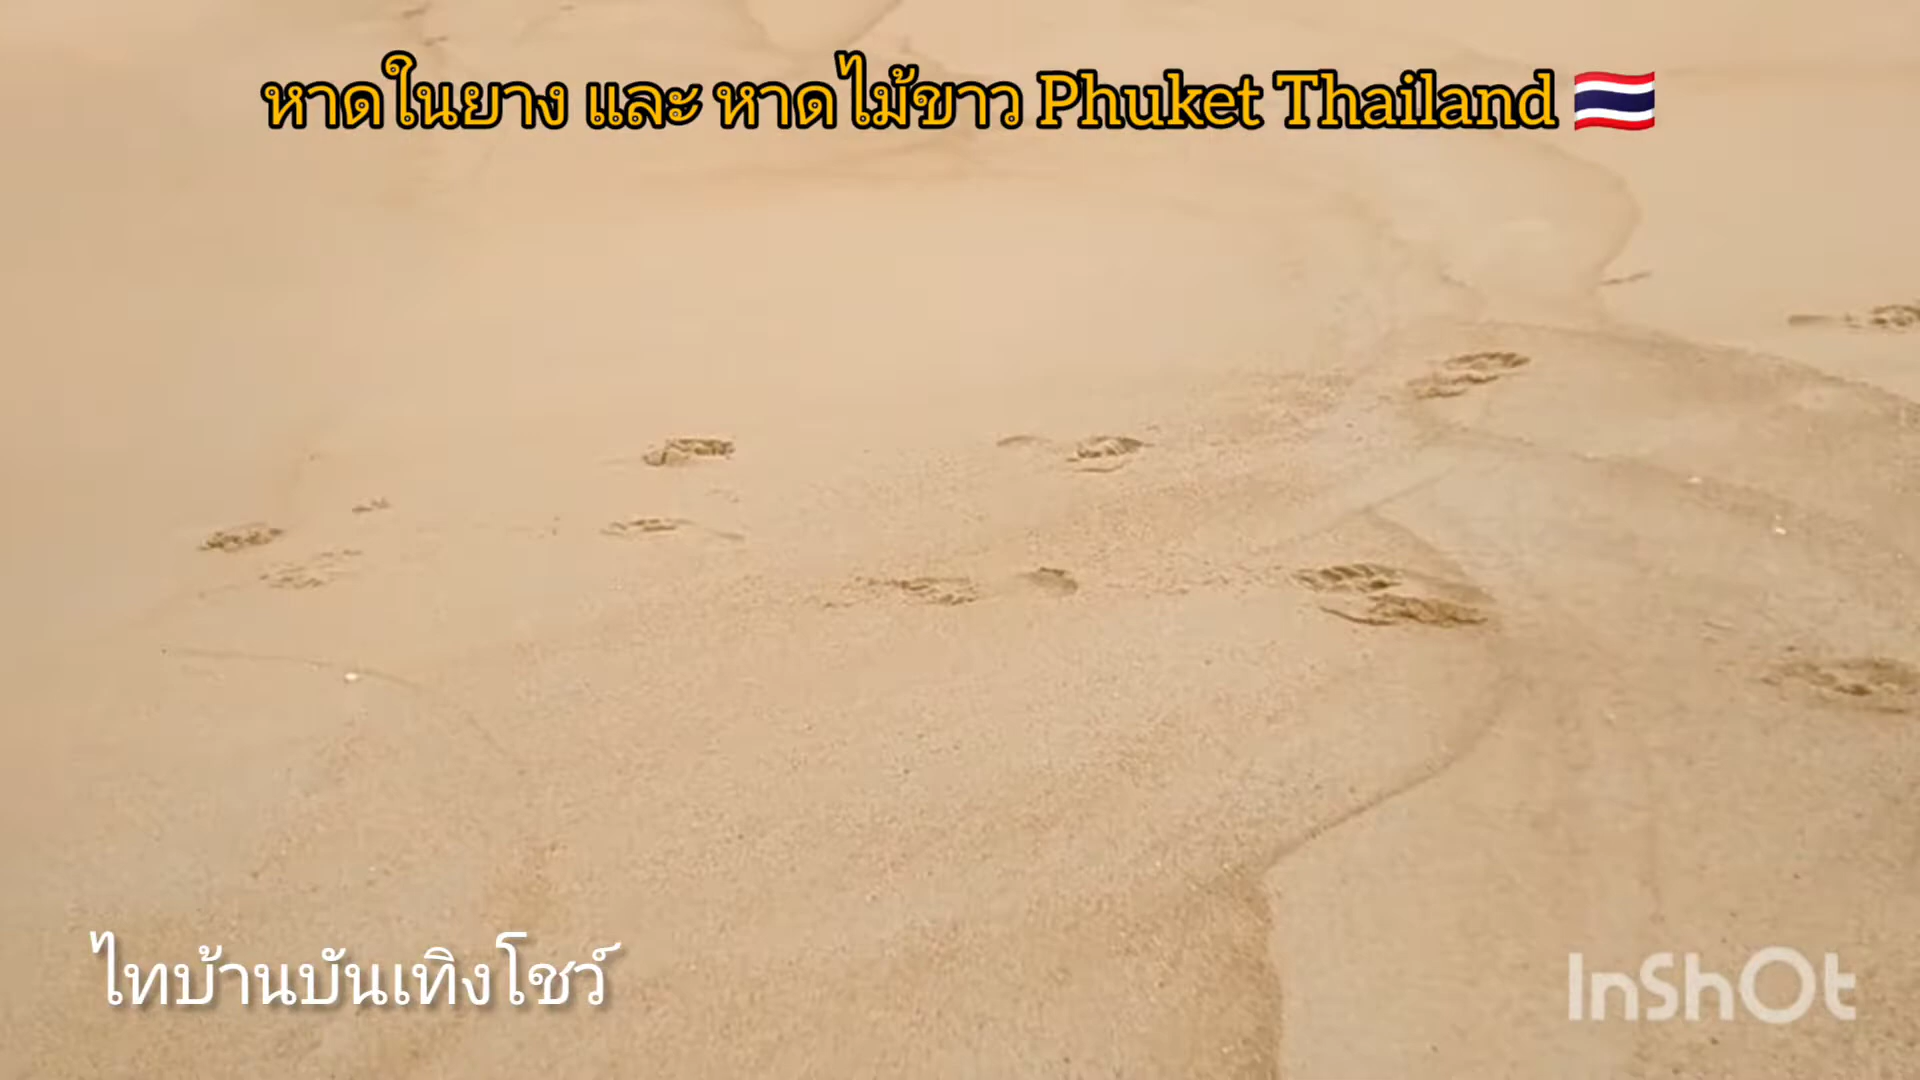 หาดในยาง และ หาดไม้ขาว Phuket Thailand 🇹🇭
ไทบ้านบันเทิงโชว์
InShOt